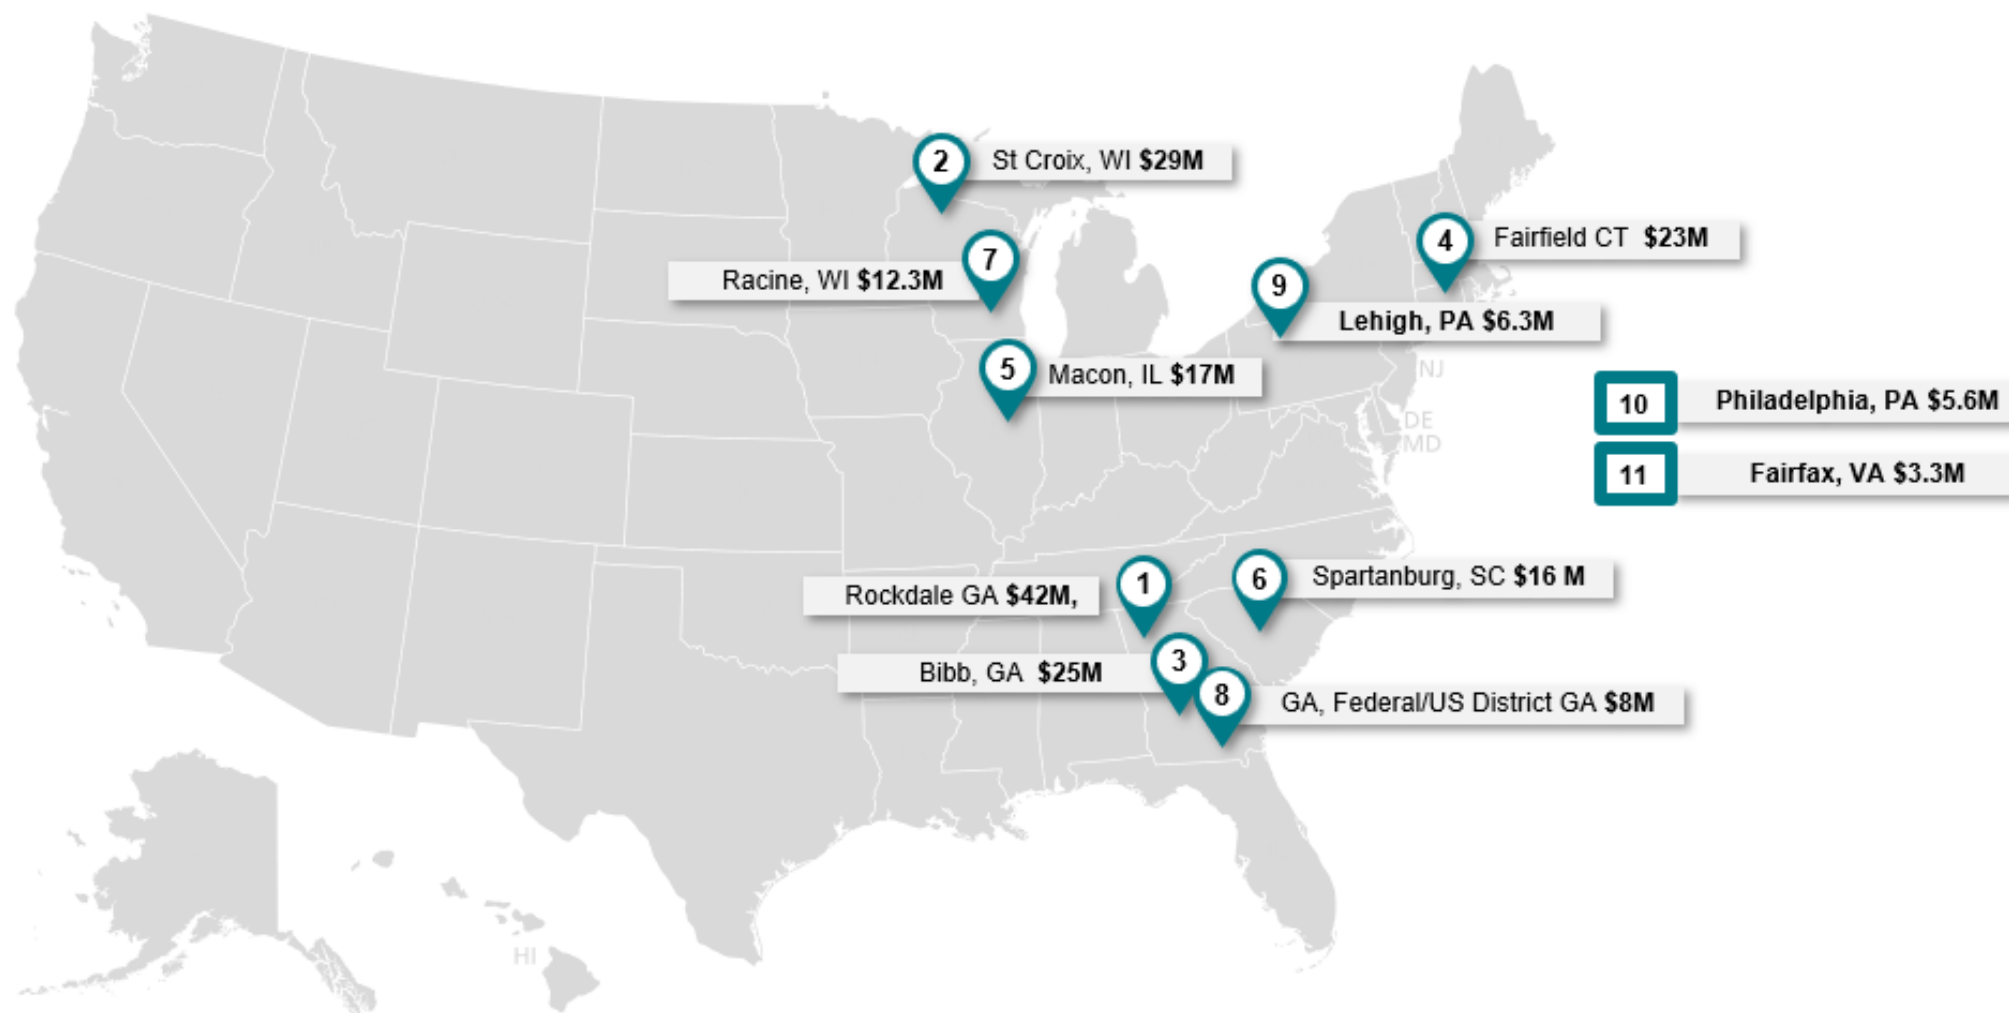 2
St Croix, WI $29M
4
Fairfield CT $23M
7
Racine, WI $12.3M
9
Lehigh, PA $6.3M
5
Macon, IL $17M
NJ
10
Philadelphia, PA $5.6M
DE
MD
11
Fairfax, VA $3.3M
1
Rockdale GA $42M,
6
Spartanburg, SC $16 M
3
Bibb, GA $25M
8
GA, Federal/US District GA $8M
HI